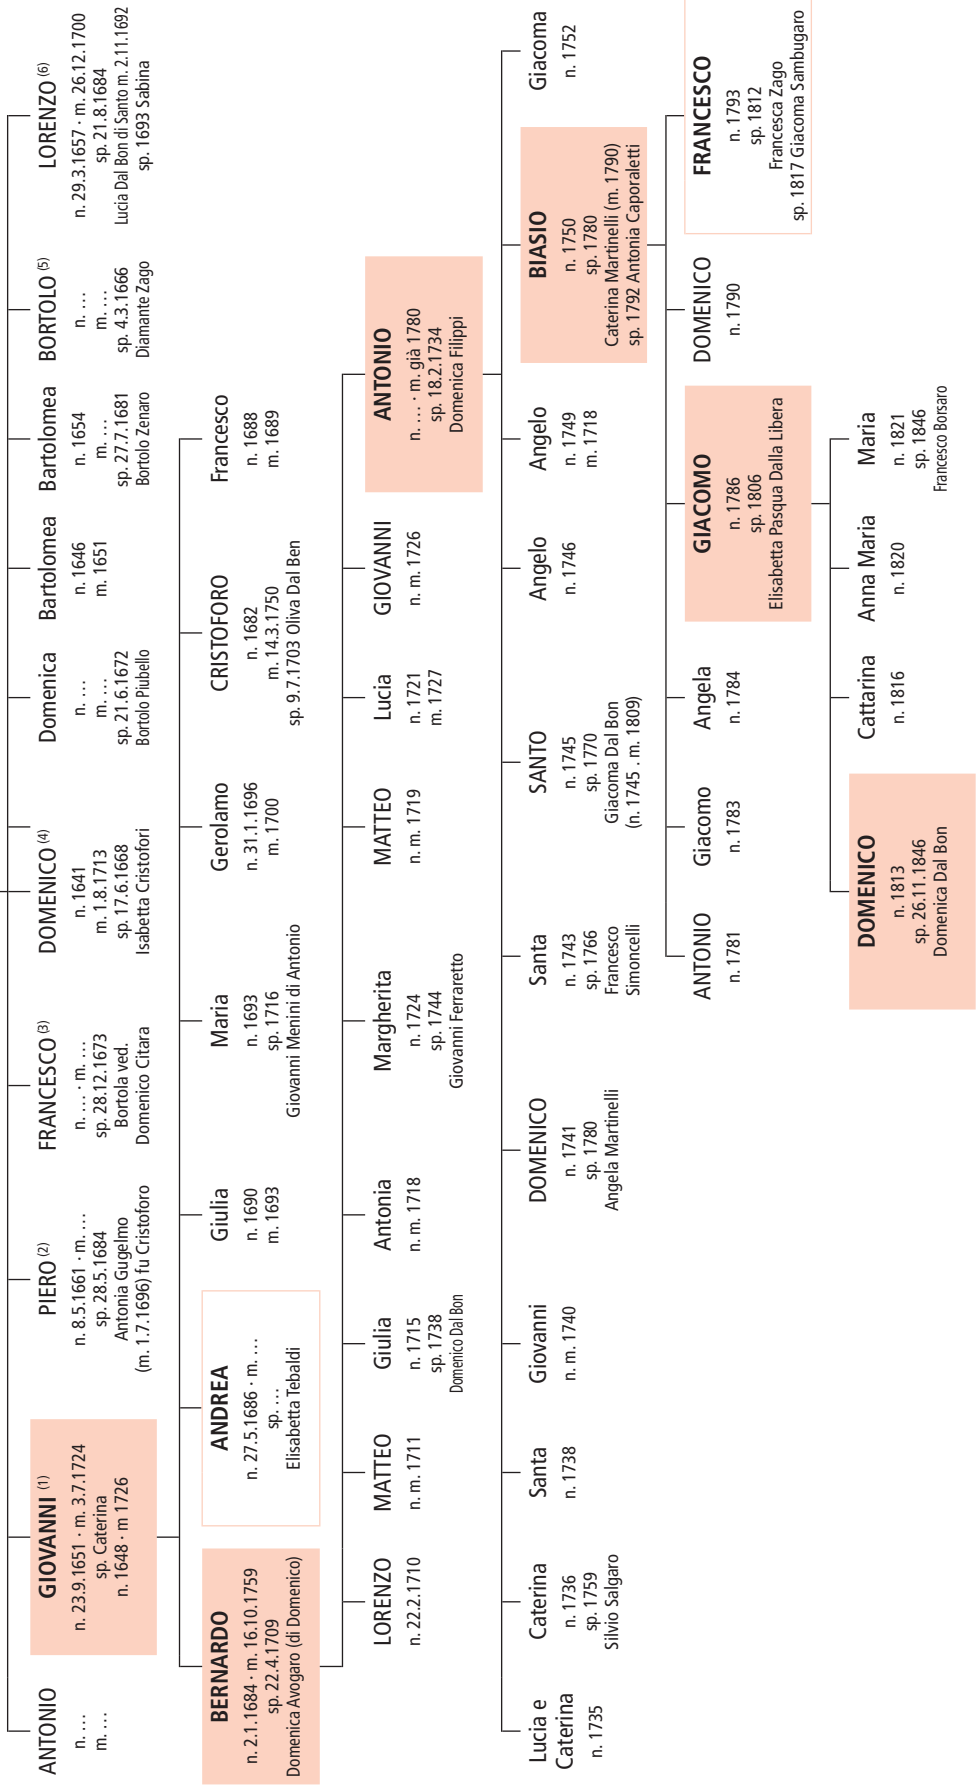 ANTONIO
n. ...
m. ...
GIOVANNI (1)
n. 23.9.1651 · m. 3.7.1724
sp. Caterina
n. 1648 · m 1726
PIERO (2)
n. 8.5.1661 · m. ...
sp. 28.5.1684
Antonia Gugelmo
(m. 1.7.1696) fu Cristoforo
FRANCESCO (3)
n. ... · m. ...
sp. 28.12.1673
Bortola ved.
Domenico Citara
DOMENICO (4)
n. 1641
m. 1.8.1713
sp. 17.6.1668
Isabetta Cristofori
Domenica
n. ...
m. ...
sp. 21.6.1672
Bortolo Piubello
Bartolomea
n. 1646
m. 1651
Bartolomea
n. 1654
m. ...
sp. 27.7.1681
Bortolo Zenaro
BORTOLO (5)
n. ...
m. ...
sp. 4.3.1666
Diamante Zago
LORENZO (6)
n. 29.3.1657 · m. 26.12.1700
sp. 21.8.1684
Lucia Dal Bon di Santo m. 2.11.1692
sp. 1693 Sabina
BERNARDO
n. 2.1.1684 · m. 16.10.1759
sp. 22.4.1709
Domenica Avogaro (di Domenico)
ANDREA
n. 27.5.1686 · m. ...
sp. ...
Elisabetta Tebaldi
Giulia
n. 1690
m. 1693
Maria
n. 1693
sp. 1716
Giovanni Menini di Antonio
Gerolamo
n. 31.1.1696
m. 1700
CRISTOFORO
n. 1682
m. 14.3.1750
sp. 9.7.1703 Oliva Dal Ben
Francesco
n. 1688
m. 1689
LORENZO
n. 22.2.1710
MATTEO
n. m. 1711
Giulia
n. 1715
sp. 1738
Domenico Dal Bon
Antonia
n. m. 1718
Margherita
n. 1724
sp. 1744
Giovanni Ferraretto
MATTEO
n. m. 1719
Lucia
n. 1721
m. 1727
GIOVANNI
n. m. 1726
ANTONIO
n. ... · m. già 1780
sp. 18.2.1734
Domenica Filippi
Lucia e
Caterina
n. 1735
Caterina
n. 1736
sp. 1759
Silvio Salgaro
Santa
n. 1738
Giovanni
n. m. 1740
DOMENICO
n. 1741
sp. 1780
Angela Martinelli
Santa
n. 1743
sp. 1766
Francesco
Simoncelli
SANTO
n. 1745
sp. 1770
Giacoma Dal Bon
(n. 1745 . m. 1809)
Angelo
n. 1746
Angelo
n. 1749
m. 1718
BIASIO
n. 1750
sp. 1780
Caterina Martinelli (m. 1790)
sp. 1792 Antonia Caporaletti
Giacoma
n. 1752
ANTONIO
n. 1781
Giacomo
n. 1783
Angela
n. 1784
GIACOMO
n. 1786
sp. 1806
Elisabetta Pasqua Dalla Libera
DOMENICO
n. 1790
FRANCESCO
n. 1793
sp. 1812
Francesca Zago
sp. 1817 Giacoma Sambugaro
DOMENICO
n. 1813
sp. 26.11.1846
Domenica Dal Bon
Cattarina
n. 1816
Anna Maria
n. 1820
Maria
n. 1821
sp. 1846
Francesco Borsaro